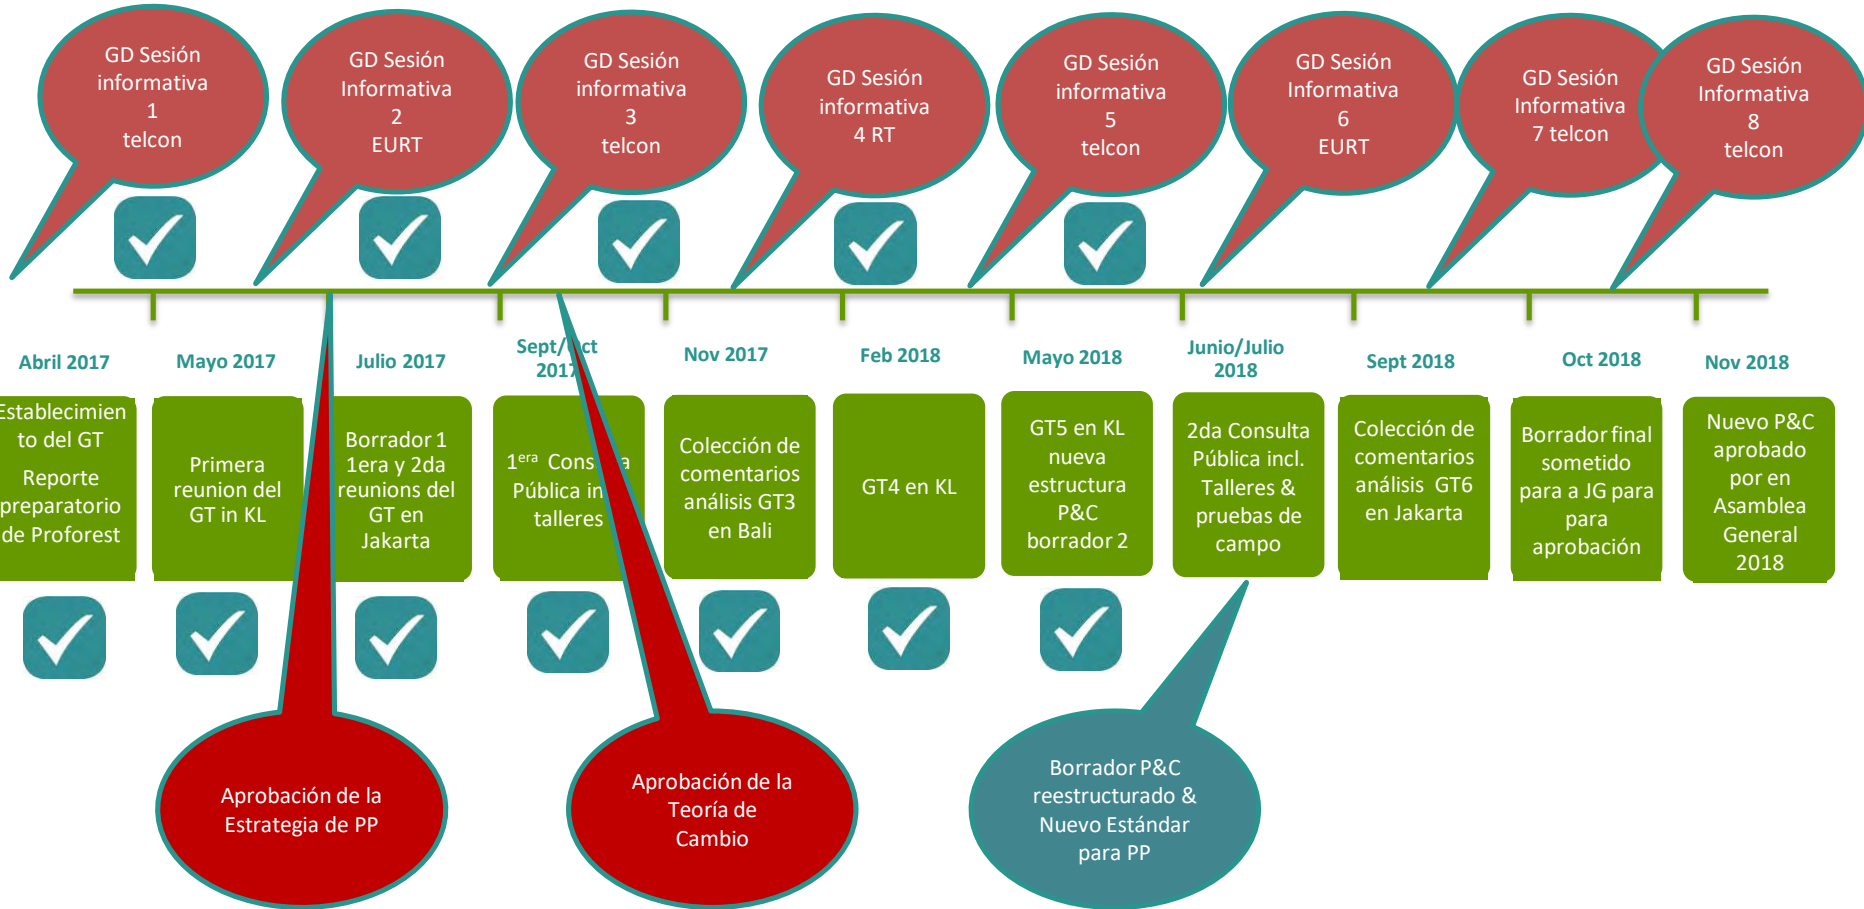 GD Sesión
informativa
1
telcon
GD Sesión
Informativa
2
EURT
GD Sesión
informativa
3
telcon
GD Sesión
informativa
4 RT
GD Sesión
informativa
5
telcon
GD Sesión
Informativa
6
EURT
GD Sesión
Informativa
7 telcon
GD Sesión
Informativa
8
telcon
Abril 2017
Mayo 2017
Julio 2017
Sept/Oct
2017
Nov 2017
Feb 2018
Mayo 2018
Junio/Julio
2018
Sept 2018
Oct 2018
Nov 2018
Establecimien
to del GT
Reporte
preparatorio
de Proforest
Primera
reunion del
GT in KL
Borrador 1
1era y 2da
reunions del
GT en
Jakarta
1era Consulta
Pública incl
talleres
Colección de
comentarios
análisis GT3
en Bali
GT4 en KL
GT5 en KL
nueva
estructura
P&C
borrador 2
2da Consulta
Pública incl.
Talleres &
pruebas de
campo
Colección de
comentarios
análisis GT6
en Jakarta
Borrador final
sometido
para a JG para
para
aprobación
Nuevo P&C
aprobado
por en
Asamblea
General
2018
Aprobación de la
Estrategia de PP
Aprobación de la
Teoría de
Cambio
Borrador P&C
reestructurado &
Nuevo Estándar
para PP